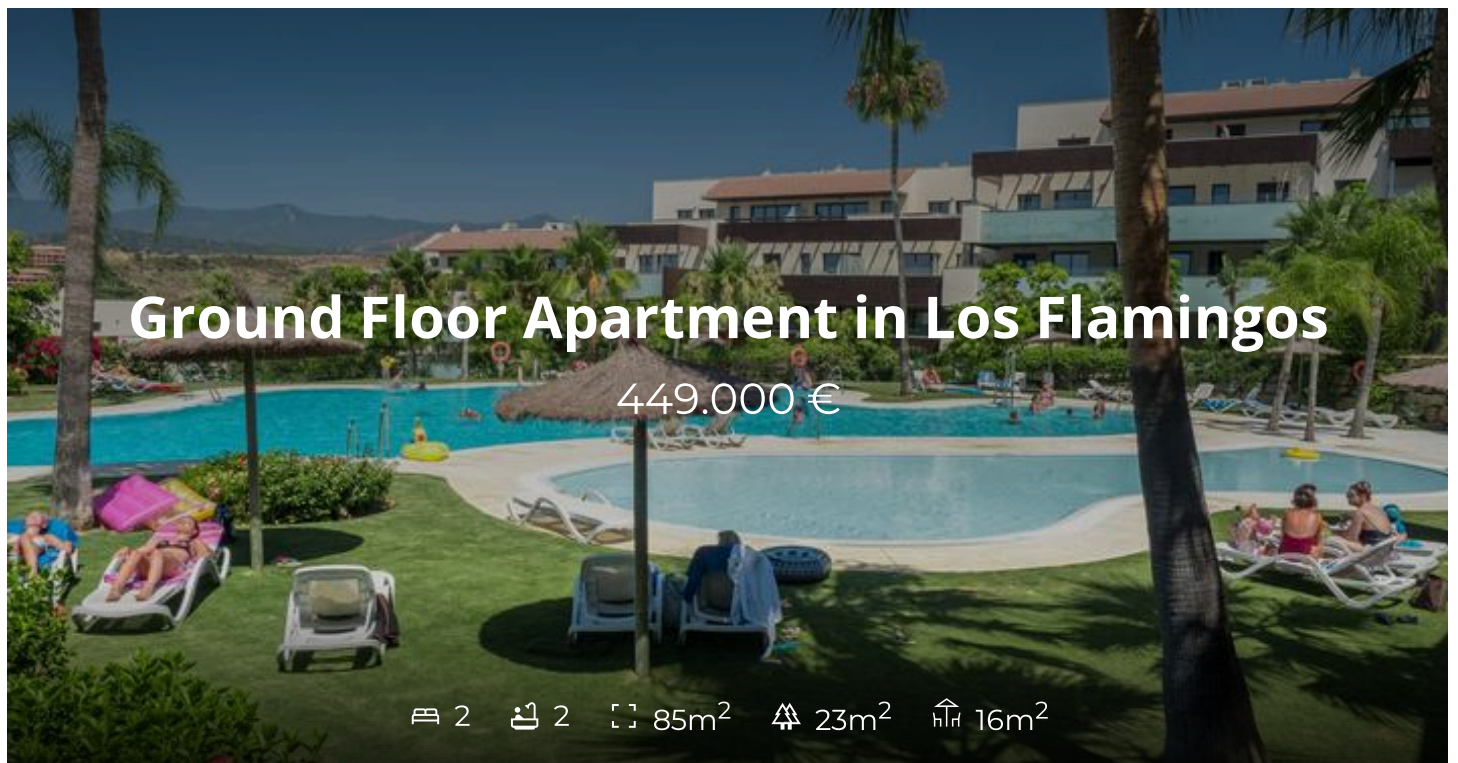 Ground Floor Apartment in Los Flamingos
449.000 €
2 2 85m² 23m² 16m²